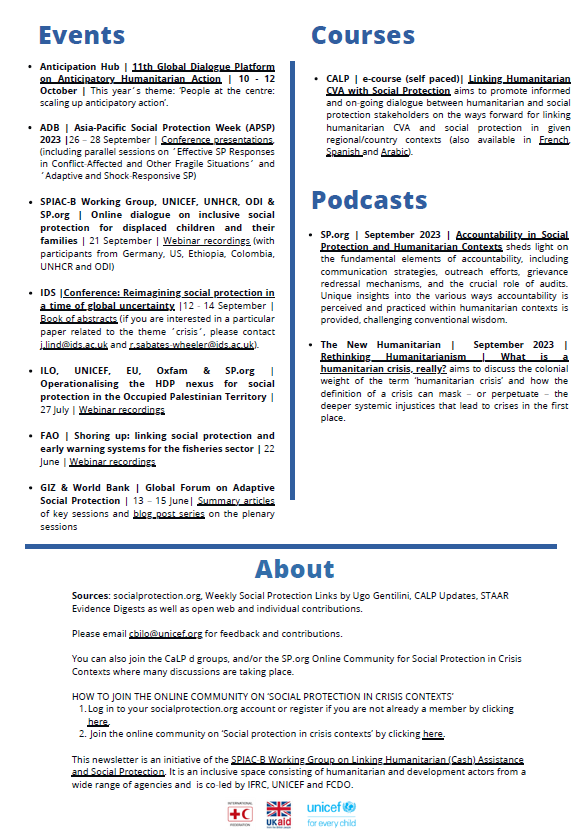 Events
Anticipation Hub | 11th Global Dialogue Platform
on Anticipatory Humanitarian Action | 10 - 12
October | This year´s theme: ‘People at the centre:
scaling up anticipatory action’.
ADB | Asia-Pacific Social Protection Week (APSP)
2023 |26 – 28 September | Conference presentations,
(including parallel sessions on ´Effective SP Responses
in Conflict-Affected and Other Fragile Situations´ and
´Adaptive and Shock-Responsive SP)
SPIAC-B Working Group, UNICEF, UNHCR, ODI &
SP.org | Online dialogue on inclusive social
protection for displaced children and their
families | 21 September | Webinar recordings (with
participants from Germany, US, Ethiopia, Colombia,
UNHCR and ODI)
IDS |Conference: Reimagining social protection in
a time of global uncertainty |12 - 14 September |
Book of abstracts (if you are interested in a particular
paper related to the theme ´crisis´, please contact
j.lind@ids.ac.uk and r.sabates-wheeler@ids.ac.uk).
ILO, UNICEF, EU, Oxfam & SP.org |
Operationalising the HDP nexus for social
protection in the Occupied Palestinian Territory |
27 July | Webinar recordings
FAO | Shoring up: linking social protection and
early warning systems for the fisheries sector | 22
June | Webinar recordings
GIZ & World Bank | Global Forum on Adaptive
Social Protection | 13 – 15 June| Summary articles
of key sessions and blog post series on the plenary
sessions
Courses
CALP | e-course (self paced)| Linking Humanitarian
CVA with Social Protection aims to promote informed
and on-going dialogue between humanitarian and social
protection stakeholders on the ways forward for linking
humanitarian CVA and social protection in given
regional/country contexts (also available in French,
Spanish and Arabic).
Podcasts
SP.org | September 2023 | Accountability in Social
Protection and Humanitarian Contexts sheds light on
the fundamental elements of accountability, including
communication strategies, outreach efforts, grievance
redressal mechanisms, and the crucial role of audits.
Unique insights into the various ways accountability is
perceived and practiced within humanitarian contexts is
provided, challenging conventional wisdom.
The New Humanitarian | September 2023 |
Rethinking Humanitarianism | What is a
humanitarian crisis, really? aims to discuss the colonial
weight of the term ‘humanitarian crisis’ and how the
definition of a crisis can mask – or perpetuate – the
deeper systemic injustices that lead to crises in the first
place.
About
Sources: socialprotection.org, Weekly Social Protection Links by Ugo Gentilini, CALP Updates, STAAR
Evidence Digests as well as open web and individual contributions.
Please email cbilo@unicef.org for feedback and contributions.
You can also join the CaLP d groups, and/or the SP.org Online Community for Social Protection in Crisis
Contexts where many discussions are taking place.
HOW TO JOIN THE ONLINE COMMUNITY ON ‘SOCIAL PROTECTION IN CRISIS CONTEXTS’
1. Log in to your socialprotection.org account or register if you are not already a member by clicking
here.
2. Join the online community on ‘Social protection in crisis contexts’ by clicking here.
This newsletter is an initiative of the SPIAC-B Working Group on Linking Humanitarian (Cash) Assistance
and Social Protection. It is an inclusive space consisting of humanitarian and development actors from a
wide range of agencies and is co-led by IFRC, UNICEF and FCDO.
INTERNATIONAL
FEDERATION
ukaid
unicef
for every child